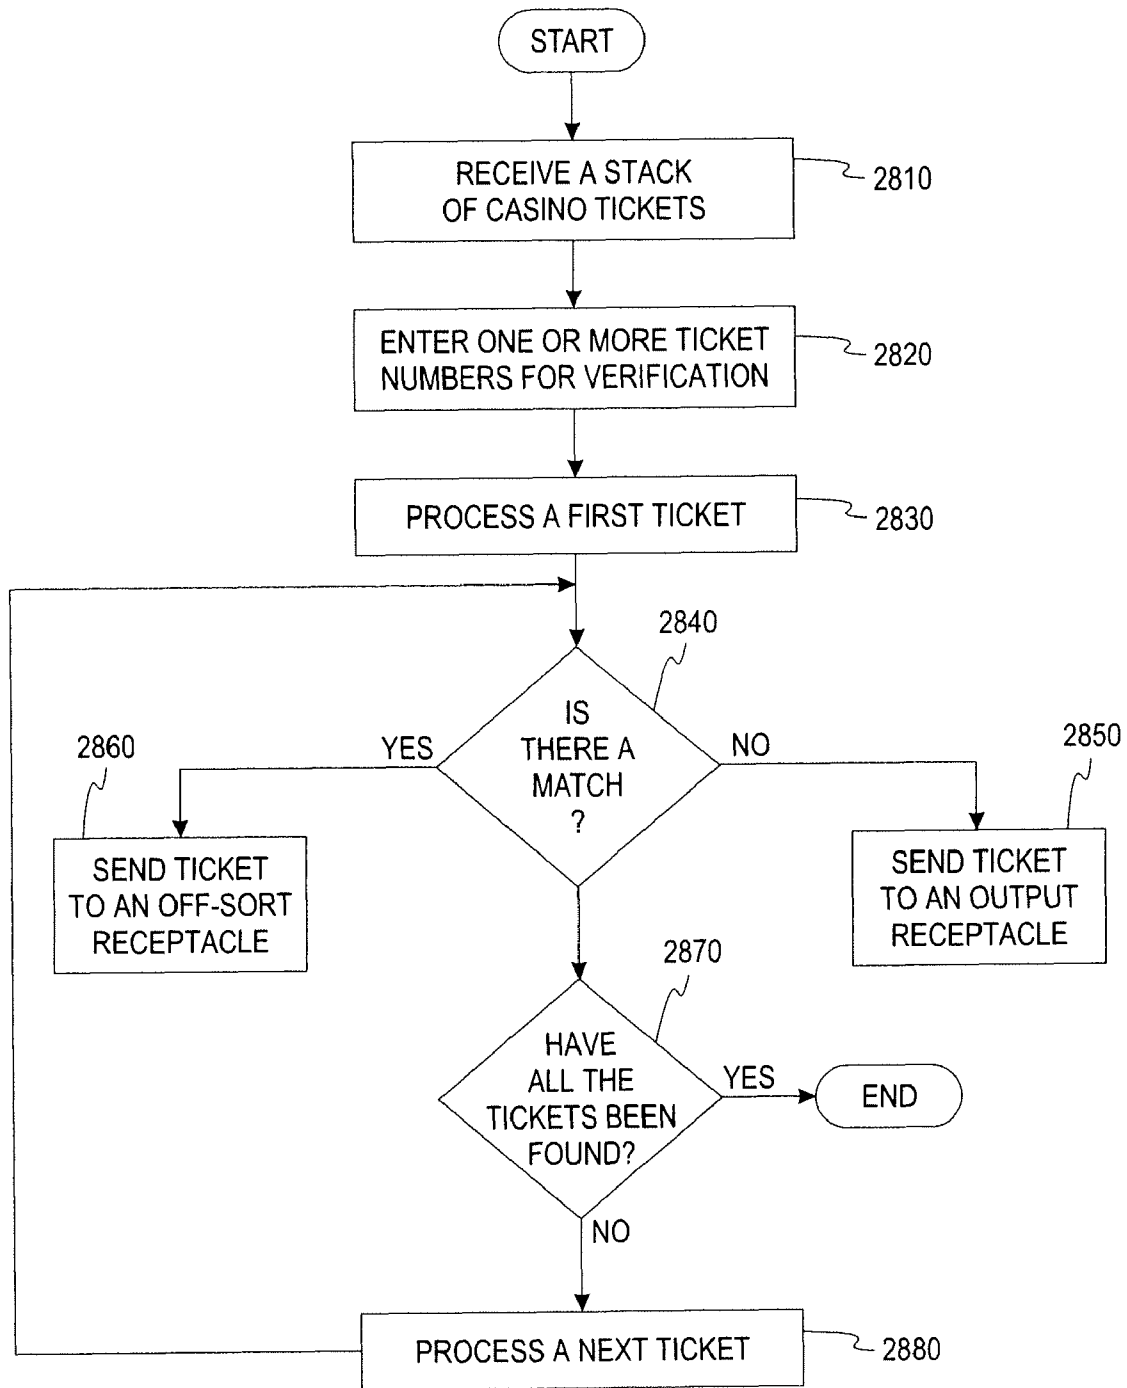 START
RECEIVE A STACK
OF CASINO TICKETS
2810
ENTER ONE OR MORE TICKET
NUMBERS FOR VERIFICATION
2820
PROCESS A FIRST TICKET
2830
2840
IS
THERE A
MATCH
?
YES
NO
2860
2850
SEND TICKET
TO AN OFF-SORT
RECEPTACLE
SEND TICKET
TO AN OUTPUT
RECEPTACLE
2870
HAVE
ALL THE
TICKETS BEEN
FOUND?
YES
END
NO
PROCESS A NEXT TICKET
2880